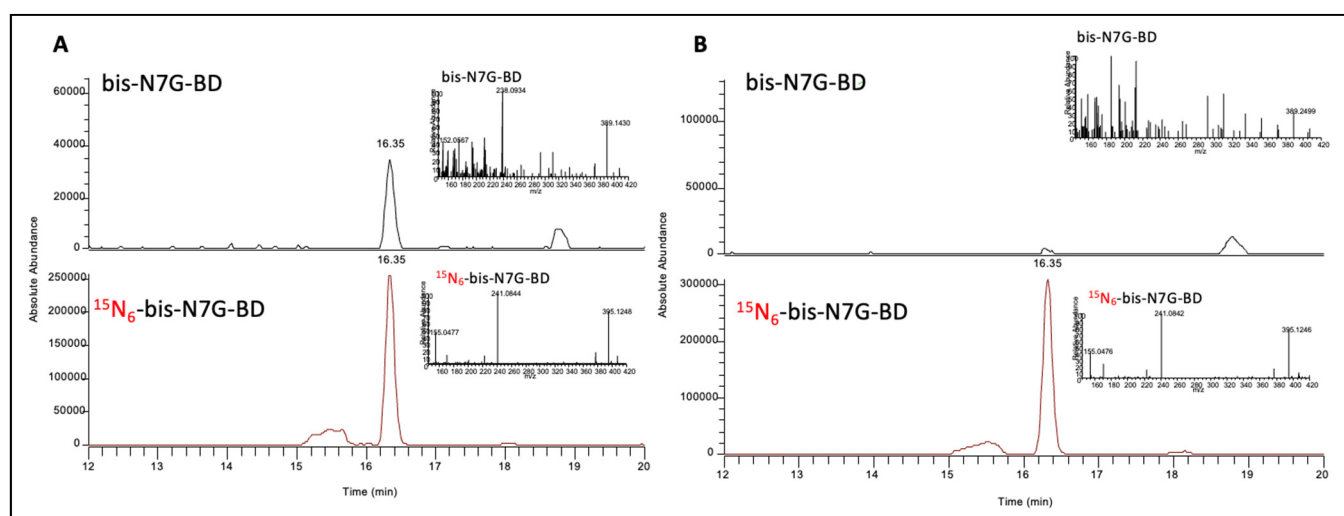 A
bis-N7G-BD
bis-N7G-BD
Relative Abundance
238.0934
389.1430
152.0567
160 180 200 220 240 260 280 300 320 340 360 380 400 420
m/z
60000
40000
20000
0
16.35
16.35
Absolute Abundance
15N6-bis-N7G-BD
15N6-bis-N7G-BD
Relative Abundance
241.0844
395.1248
155.0477
160 180 200 220 240 260 280 300 320 340 360 380 400 420
m/z
250000
200000
150000
100000
50000
0
12 13 14 15 16 17 18 19 20
Time (min)
B
bis-N7G-BD
bis-N7G-BD
Relative Abundance
389.2499
160 180 200 220 240 260 280 300 320 340 360 380 400 420
m/z
100000
50000
0
16.35
Absolute Abundance
15N6-bis-N7G-BD
15N6-bis-N7G-BD
Relative Abundance
241.0842
395.1246
155.0476
160 180 200 220 240 260 280 300 320 340 360 380 400 420
m/z
300000
200000
100000
0
12 13 14 15 16 17 18 19 20
Time (min)